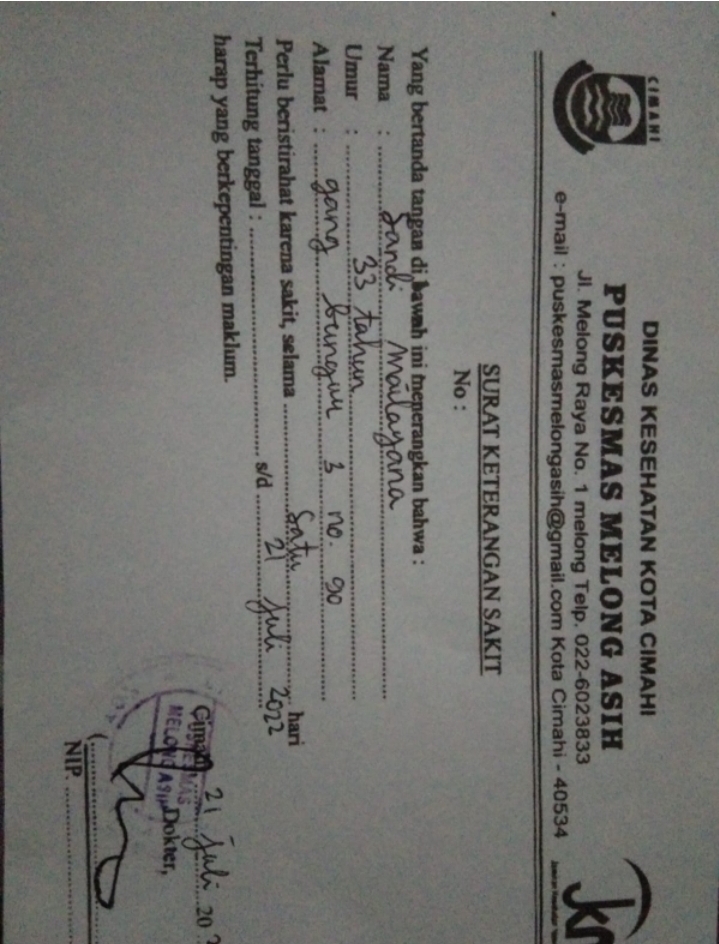 CIMAHI
DINAS KESEHATAN KOTA CIMAHI
PUSKESMAS MELONG ASIH
Jl. Melong Raya No. 1 melong Telp. 022-6023833
e-mail : puskesmasmelongasih@gmail.com Kota Cimahi - 40534
SURAT KETERANGAN SAKIT
No :
Yang bertanda tangan di bawah ini menerangkan bahwa :
Nama : Sandi Mailayana
Umur : 33 tahun
Alamat : gang bungur 3 no. 90
Perlu beristirahat karena sakit, selama satu hari
Terhitung tanggal : s/d 21 Juli 2022
harap yang berkepentingan maklum.
Cimahi 21 Juli 20
Dokter,
PUSKESMAS
MELONG ASIH
NIP.